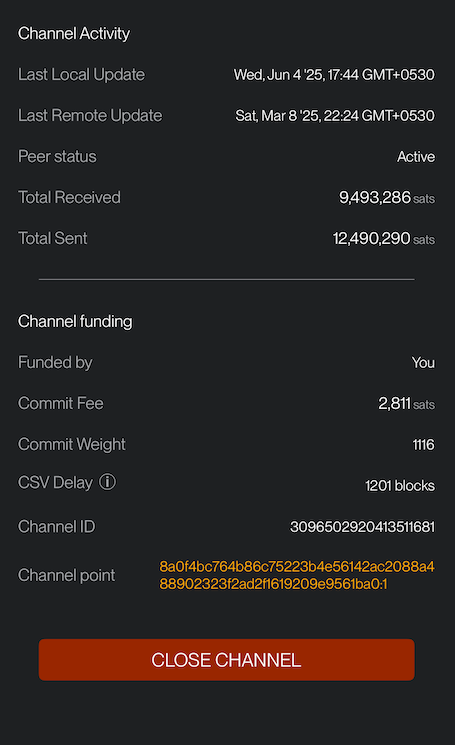 Channel Activity
Last Local Update Wed, Jun 4 '25, 17:44 GMT+0530
Last Remote Update Sat, Mar 8 '25, 22:24 GMT+0530
Peer status Active
Total Received 9,493,286 sats
Total Sent 12,490,290 sats
Channel funding
Funded by You
Commit Fee 2,811 sats
Commit Weight 1116
CSV Delay ⓘ 1201 blocks
Channel ID 3096502920413511681
Channel point 8a0f4bc764b86c75223b4e56142ac2088a4
88902323f2ad2f1619209e9561ba0:1
CLOSE CHANNEL